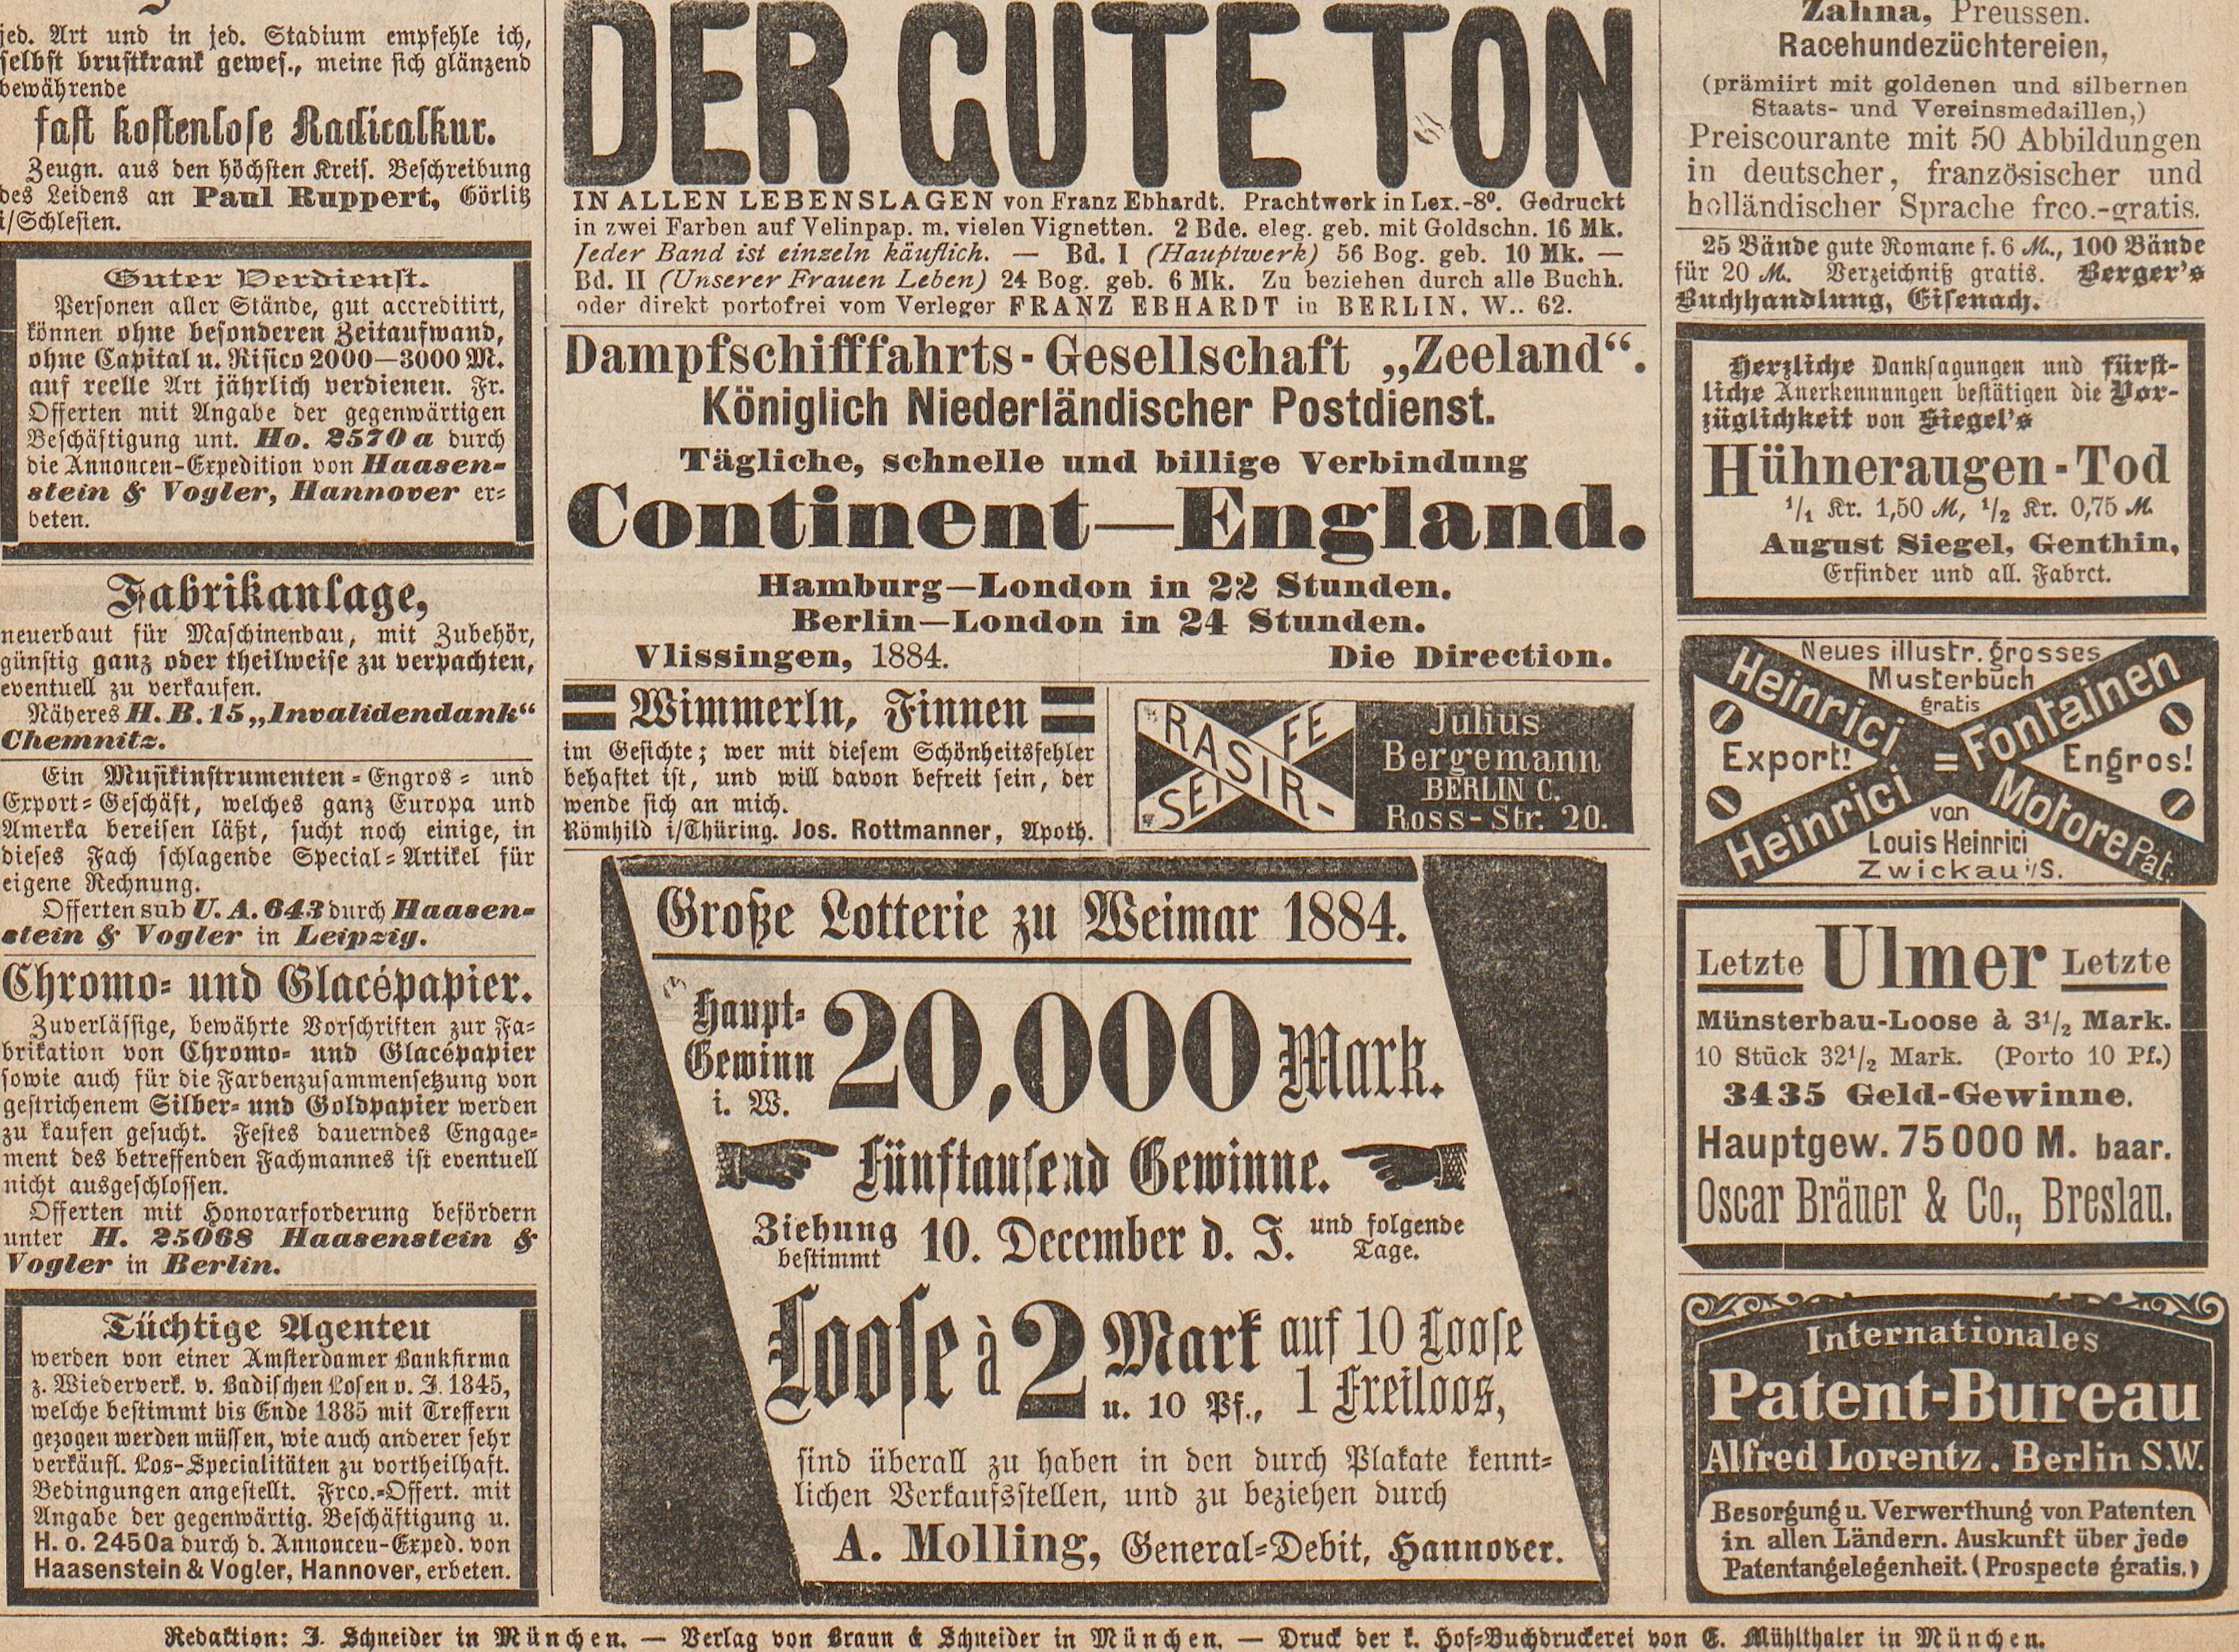 jed. Art und in jed. Stadium empfehle ich,
selbst brustkrank gewes., meine sich glänzend
bewährende
fast kostenlose Radicalkur.
Zeugn. aus den höchsten Kreis. Beschreibung
des Leidens an Paul Ruppert, Görlitz
i/Schlesien.
Guter Verdienst.
Personen aller Stände, gut accreditirt,
können ohne besonderen Zeitaufwand,
ohne Capital u. Risico 2000—3000 M.
auf reelle Art jährlich verdienen. Fr.
Offerten mit Angabe der gegenwärtigen
Beschäftigung unt. Ho. 2570 a durch
die Annoncen-Expedition von Haasen-
stein & Vogler, Hannover er-
beten.
Fabrikanlage,
neuerbaut für Maschinenbau, mit Zubehör,
günstig ganz oder theilweise zu verpachten,
eventuell zu verkaufen.
Näheres H. B. 15 „Invalidendank“
Chemnitz.
Ein Musikinstrumenten-Engros- und
Export-Geschäft, welches ganz Europa und
Amerka bereisen läßt, sucht noch einige, in
dieses Fach schlagende Special-Artikel für
eigene Rechnung.
Offerten sub U. A. 643 durch Haasen-
stein & Vogler in Leipzig.
Chromo- und Glacépapier.
Zuverlässige, bewährte Vorschriften zur Fa-
brikation von Chromo- und Glacépapier
sowie auch für die Farbenzusammensetzung von
gestrichenem Silber- und Goldpapier werden
zu kaufen gesucht. Festes dauerndes Engage-
ment des betreffenden Fachmannes ist eventuell
nicht ausgeschlossen.
Offerten mit Honorarforderung befördern
unter H. 25068 Haasenstein &
Vogler in Berlin.
Tüchtige Agenten
werden von einer Amsterdamer Bankfirma
z. Wiederverk. v. Badischen Losen v. J. 1845,
welche bestimmt bis Ende 1885 mit Treffern
gezogen werden müssen, wie auch anderer sehr
verkäufl. Los-Specialitäten zu vortheilhaft.
Bedingungen angestellt. Frco.-Offert. mit
Angabe der gegenwärtig. Beschäftigung u.
H. o. 2450a durch d. Annoncen-Exped. von
Haasenstein & Vogler, Hannover, erbeten.
DER GUTE TON
IN ALLEN LEBENSLAGEN von Franz Ebhardt. Prachtwerk in Lex.-8º. Gedruckt
in zwei Farben auf Velinpap. m. vielen Vignetten. 2 Bde. eleg. geb. mit Goldschn. 16 Mk.
Jeder Band ist einzeln käuflich. — Bd. I (Hauptwerk) 56 Bog. geb. 10 Mk. —
Bd. II (Unserer Frauen Leben) 24 Bog. geb. 6 Mk. Zu beziehen durch alle Buchh.
oder direkt portofrei vom Verleger FRANZ EBHARDT in BERLIN, W.. 62.
Dampfschifffahrts-Gesellschaft „Zeeland“.
Königlich Niederländischer Postdienst.
Tägliche, schnelle und billige Verbindung
Continent—England.
Hamburg—London in 22 Stunden.
Berlin—London in 24 Stunden.
Vlissingen, 1884. Die Direction.
Wimmerln, Finnen
im Gesichte; wer mit diesem Schönheitsfehler
behaftet ist, und will davon befreit sein, der
wende sich an mich.
Römhild i/Thüring. Jos. Rottmanner, Apoth.
RASIR-
SEIFE
Julius
Bergemann
BERLIN C.
Ross-Str. 20.
Große Lotterie zu Weimar 1884.
Haupt-
Gewinn
i. W.
20,000 Mark.
Fünftausend Gewinne.
Ziehung
bestimmt
10. December d. J.
und folgende
Tage.
Loose à 2 Mark
u. 10 Pf.,
auf 10 Loose
1 Freiloos,
sind überall zu haben in den durch Plakate kennt-
lichen Verkaufsstellen, und zu beziehen durch
A. Molling, General-Debit, Hannover.
Zahna, Preussen.
Racehundezüchtereien,
(prämiirt mit goldenen und silbernen
Staats- und Vereinsmedaillen,)
Preiscourante mit 50 Abbildungen
in deutscher, französischer und
holländischer Sprache frco.-gratis.
25 Bände gute Romane f. 6 M., 100 Bände
für 20 M. Verzeichniß gratis. Berger's
Buchhandlung, Eisenach.
Herzliche Danksagungen und fürst-
liche Anerkennungen bestätigen die Vor-
züglichkeit von Siegel's
Hühneraugen-Tod
1/1 Kr. 1,50 M, 1/2 Kr. 0,75 M.
August Siegel, Genthin,
Erfinder und all. Fabrct.
Neues illustr. grosses
Musterbuch
gratis
Heinrici = Fontainen
Export! Engros!
Heinrici = Motore Pat.
von
Louis Heinrici
Zwickau i/S.
Letzte Ulmer Letzte
Münsterbau-Loose à 3 1/2 Mark.
10 Stück 32 1/2 Mark. (Porto 10 Pf.)
3435 Geld-Gewinne.
Hauptgew. 75 000 M. baar.
Oscar Bräuer & Co., Breslau.
Internationales
Patent-Bureau
Alfred Lorentz. Berlin S.W.
Besorgung u. Verwerthung von Patenten
in allen Ländern. Auskunft über jede
Patentangelegenheit. (Prospecte gratis.)
Redaktion: J. Schneider in München. — Verlag von Braun & Schneider in München. — Druck der k. Hof-Buchdruckerei von E. Mühlthaler in München.